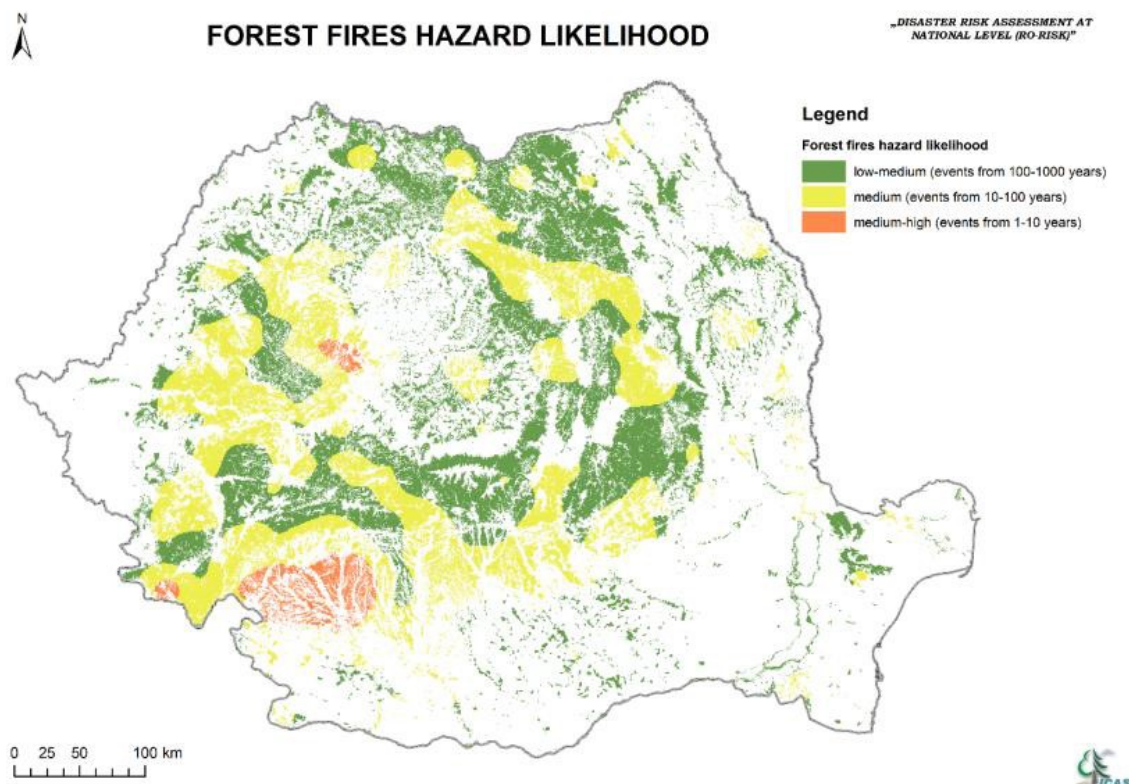 N
FOREST FIRES HAZARD LIKELIHOOD
„DISASTER RISK ASSESSMENT AT
NATIONAL LEVEL (RO-RISK)”
Legend
Forest fires hazard likelihood
low-medium (events from 100-1000 years)
medium (events from 10-100 years)
medium-high (events from 1-10 years)
0 25 50 100 km